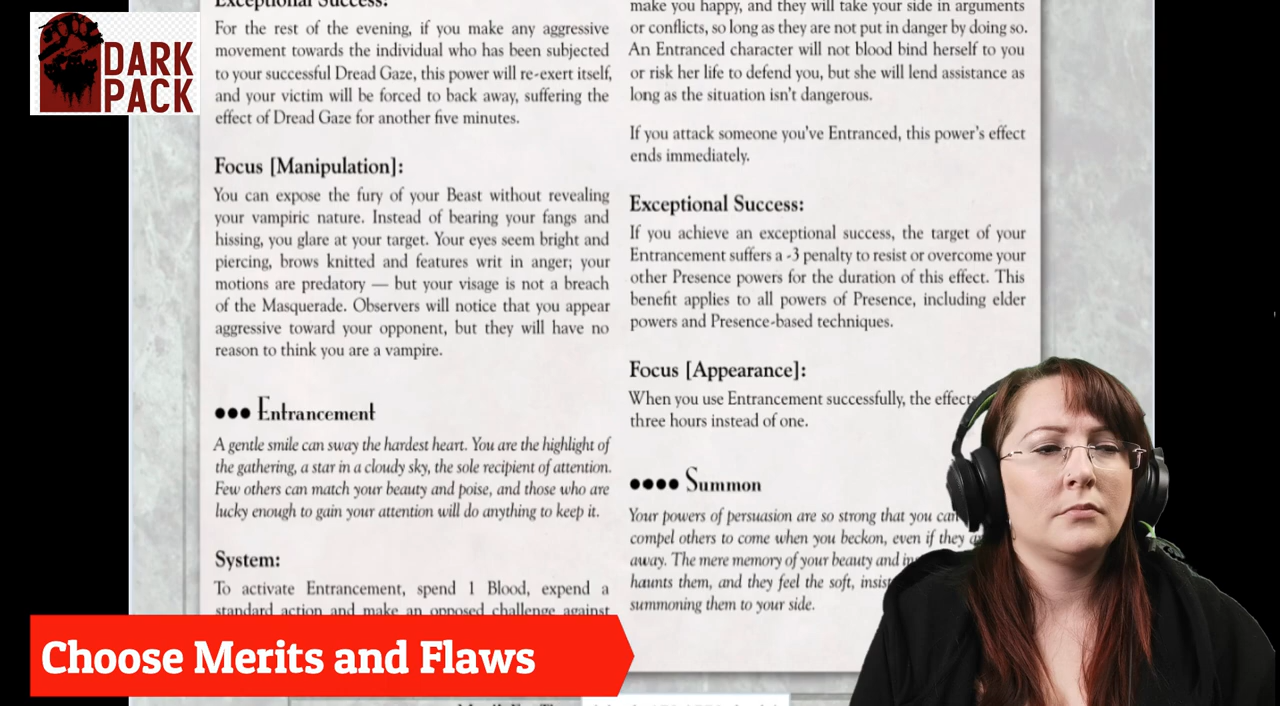 DARK
PACK
Exceptional Success:
For the rest of the evening, if you make any aggressive
movement towards the individual who has been subjected
to your successful Dread Gaze, this power will re-exert itself,
and your victim will be forced to back away, suffering the
effect of Dread Gaze for another five minutes.
Focus [Manipulation]:
You can expose the fury of your Beast without revealing
your vampiric nature. Instead of bearing your fangs and
hissing, you glare at your target. Your eyes seem bright and
piercing, brows knitted and features writ in anger; your
motions are predatory — but your visage is not a breach
of the Masquerade. Observers will notice that you appear
aggressive toward your opponent, but they will have no
reason to think you are a vampire.
●●● Entrancement
A gentle smile can sway the hardest heart. You are the highlight of
the gathering, a star in a cloudy sky, the sole recipient of attention.
Few others can match your beauty and poise, and those who are
lucky enough to gain your attention will do anything to keep it.
System:
To activate Entrancement, spend 1 Blood, expend a
standard action and make an opposed challenge against
make you happy, and they will take your side in arguments
or conflicts, so long as they are not put in danger by doing so.
An Entranced character will not blood bind herself to you
or risk her life to defend you, but she will lend assistance as
long as the situation isn't dangerous.
If you attack someone you've Entranced, this power's effect
ends immediately.
Exceptional Success:
If you achieve an exceptional success, the target of your
Entrancement suffers a -3 penalty to resist or overcome your
other Presence powers for the duration of this effect. This
benefit applies to all powers of Presence, including elder
powers and Presence-based techniques.
Focus [Appearance]:
When you use Entrancement successfully, the effects
three hours instead of one.
●●●● Summon
Your powers of persuasion are so strong that you can
compel others to come when you beckon, even if they
away. The mere memory of your beauty and
haunts them, and they feel the soft,
summoning them to your side.
Choose Merits and Flaws